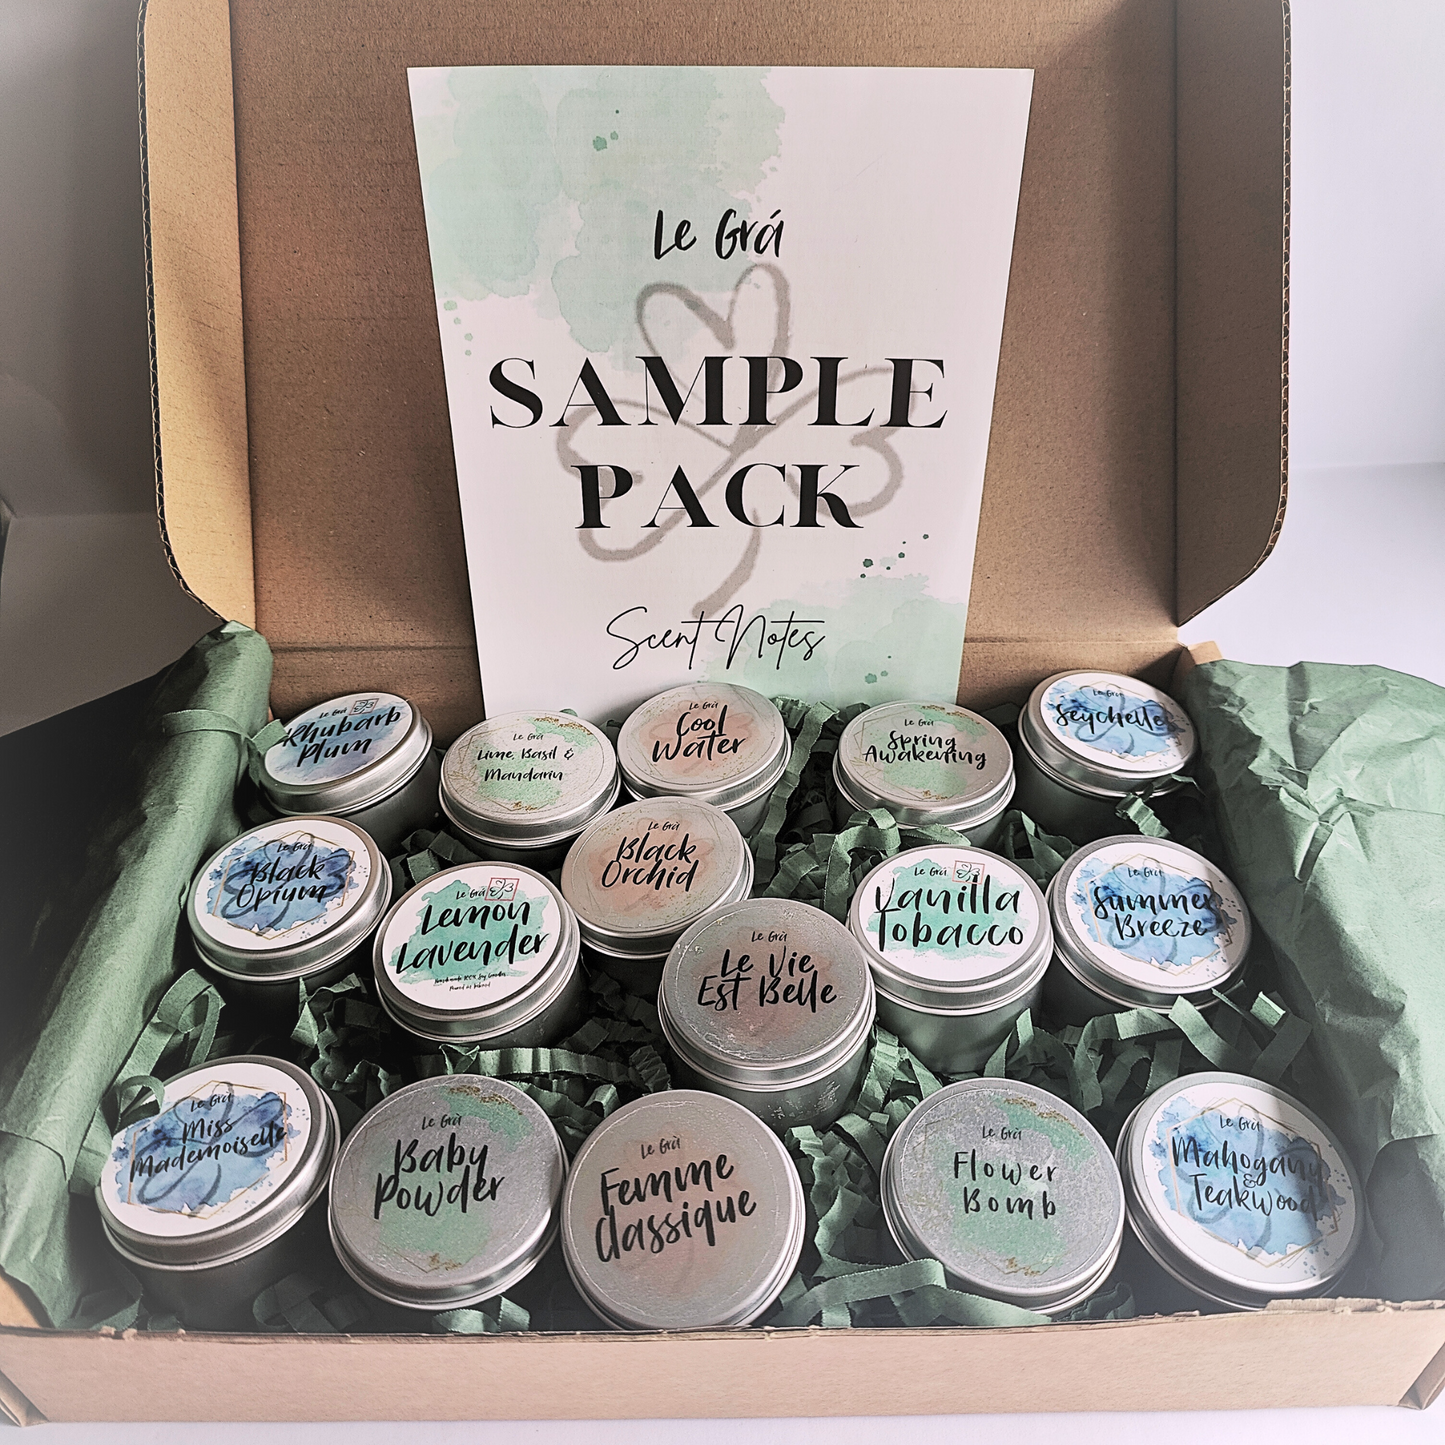 Le Grá
SAMPLE
PACK
Scent Notes
Le Grá
Rhubarb
Plum
Le Grá
Lime, Basil &
Mandarin
Le Grá
Cool
Water
Le Grá
Spring
Awakening
Le Grá
Seychelle
Le Grá
Black
Opium
Le Grá
Lemon
Lavender
Le Grá
Black
Orchid
Le Grá
Le Vie
Est Belle
Le Grá
Vanilla
Tobacco
Le Grá
Summer
Breeze
Le Grá
Miss
Mademoiselle
Le Grá
Baby
Powder
Le Grá
Femme
Classique
Le Grá
Flower
Bomb
Le Grá
Mahogany
&
Teakwood